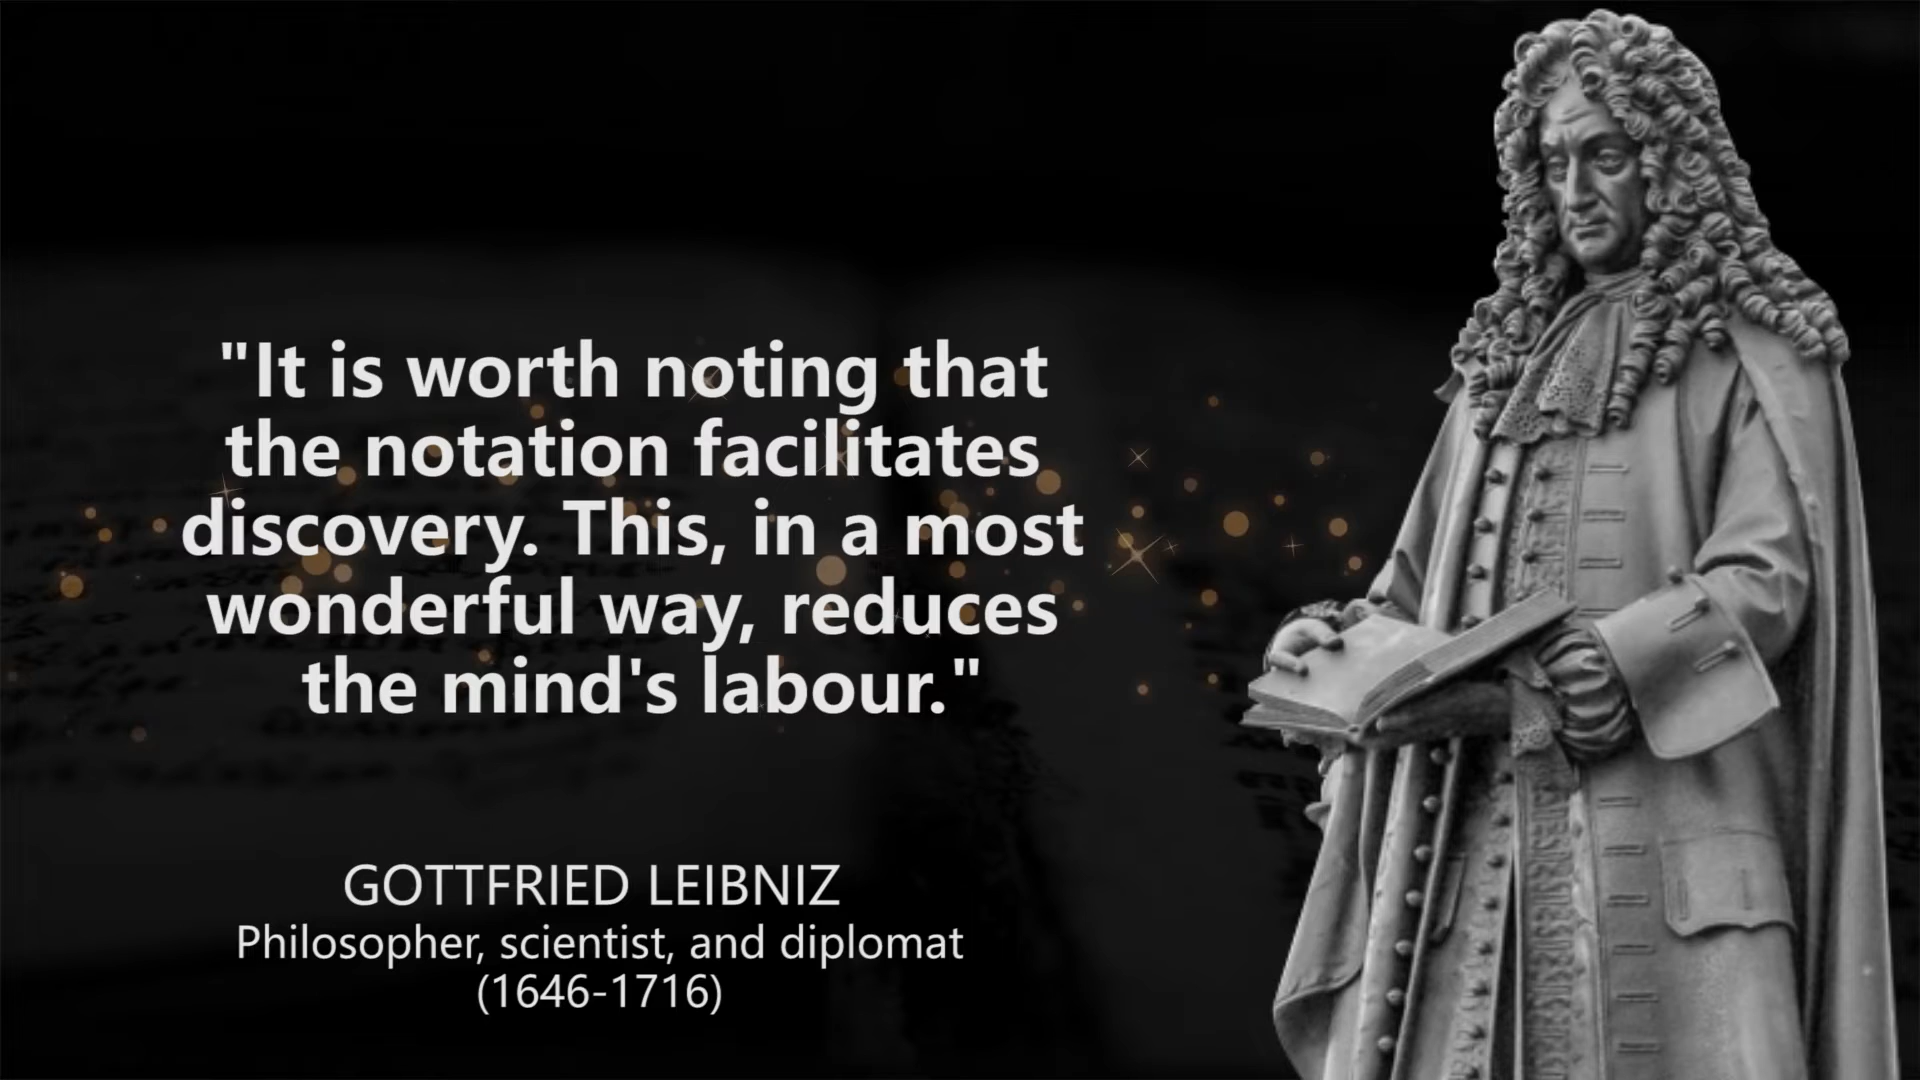 "It is worth noting that
the notation facilitates
discovery. This, in a most
wonderful way, reduces
the mind's labour."
GOTTFRIED LEIBNIZ
Philosopher, scientist, and diplomat
(1646-1716)